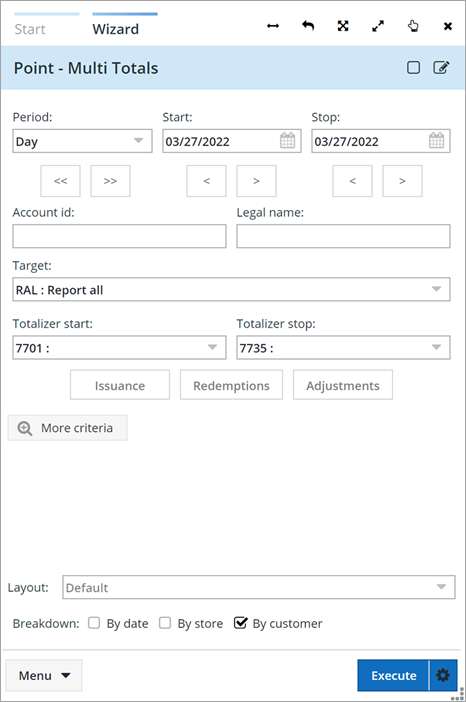 Start Wizard
Point - Multi Totals
Period: Start: Stop:
Day 03/27/2022 03/27/2022
<< >> < > < >
Account id: Legal name:
Target:
RAL : Report all
Totalizer start: Totalizer stop:
7701 : 7735 :
Issuance Redemptions Adjustments
More criteria
Layout: Default
Breakdown: By date By store By customer
Menu Execute